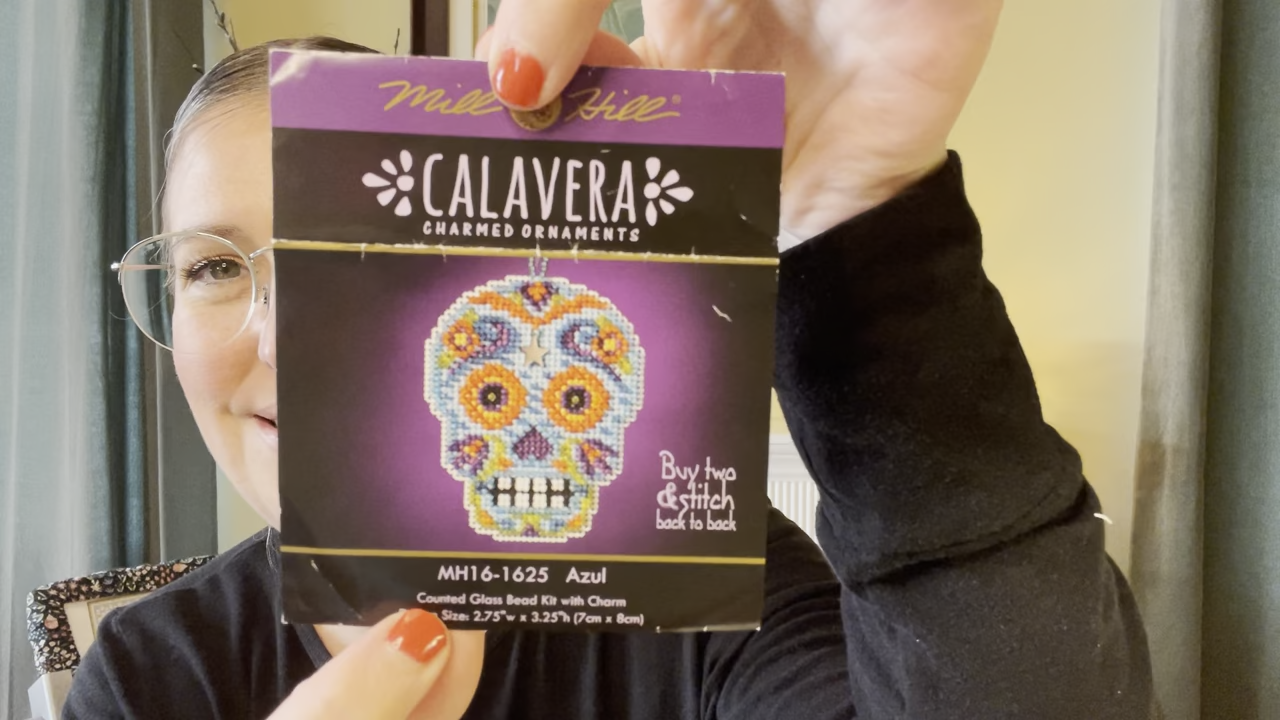 Mill Hill®
CALAVERA
CHARMED ORNAMENTS
Buy two
& stitch
back to back
MH16-1625 Azul
Counted Glass Bead Kit with Charm
Size: 2.75"w x 3.25"h (7cm x 8cm)